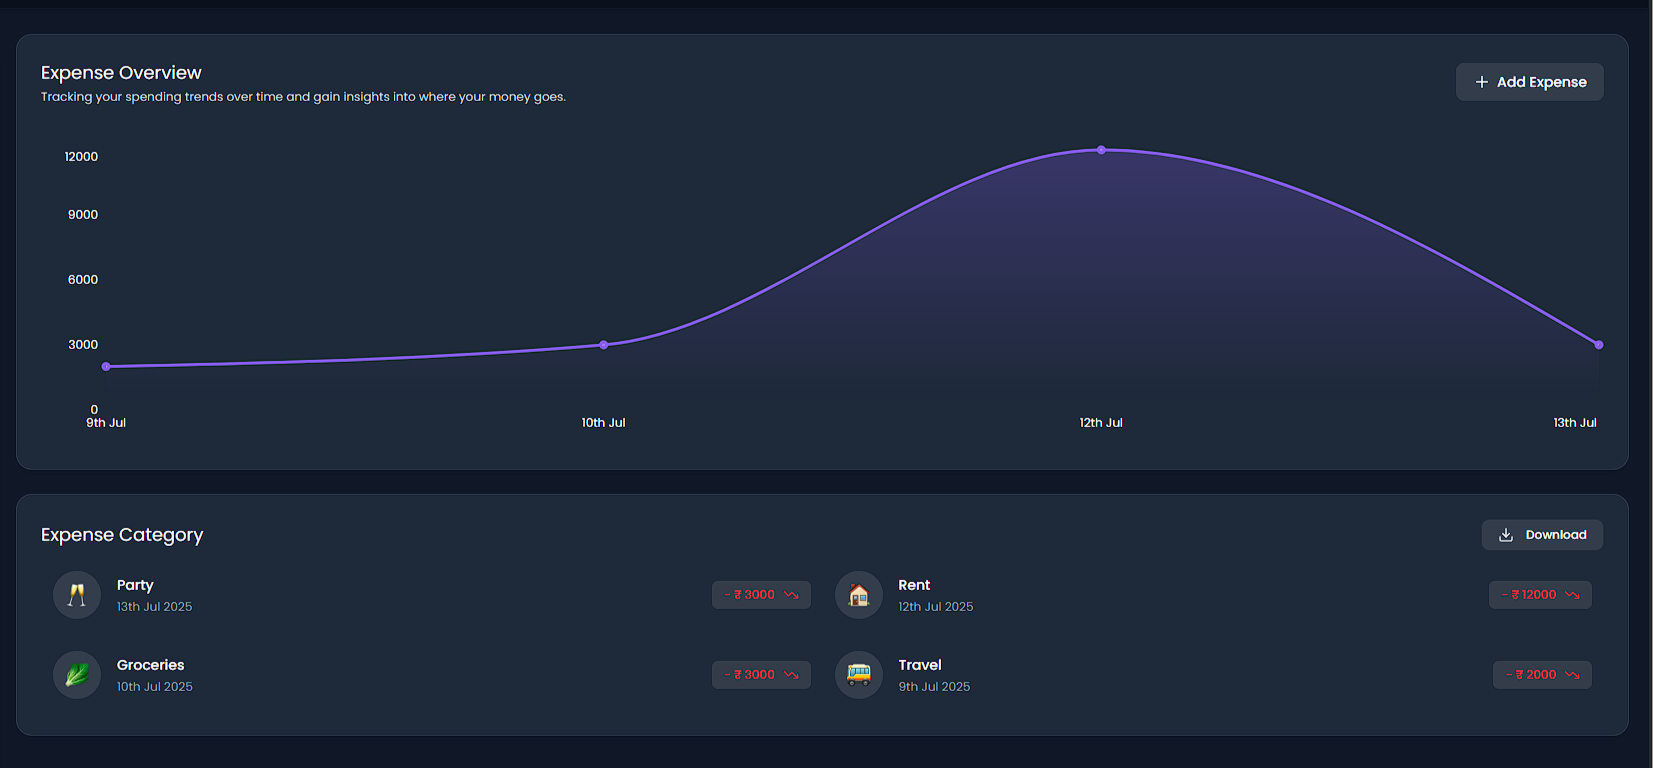 Expense Overview
Tracking your spending trends over time and gain insights into where your money goes.
+ Add Expense
12000
9000
6000
3000
0
9th Jul 10th Jul 12th Jul 13th Jul
Expense Category
Download
Party
13th Jul 2025
- ₹ 3000
Rent
12th Jul 2025
- ₹ 12000
Groceries
10th Jul 2025
- ₹ 3000
Travel
9th Jul 2025
- ₹ 2000